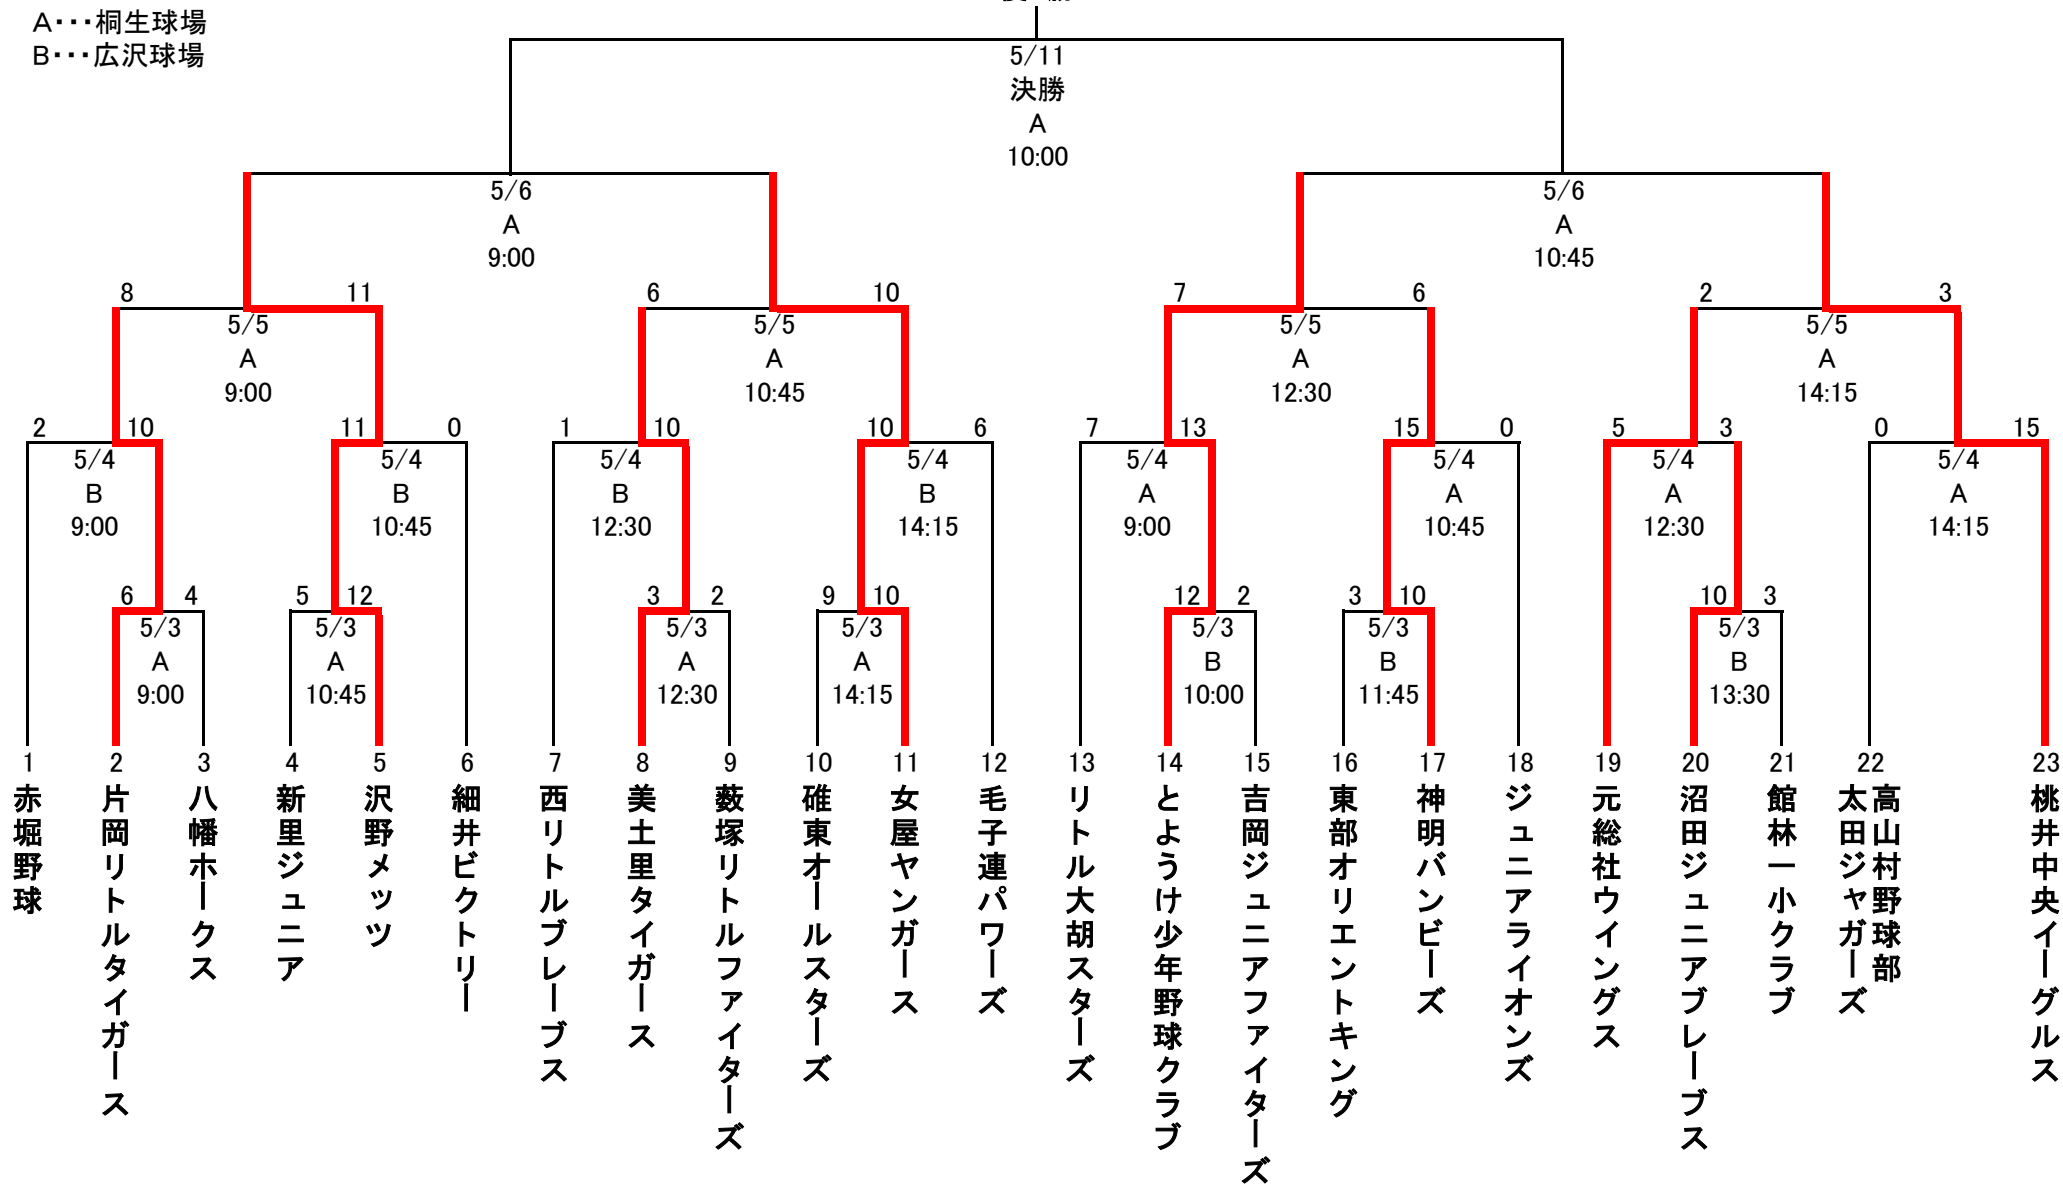 A・・・桐生球場
B・・・広沢球場
5/11
決勝
A
10:00
5/6
A
9:00
5/6
A
10:45
8 11
5/5
A
9:00
6 10
5/5
A
10:45
7 6
5/5
A
12:30
2 3
5/5
A
14:15
2 10
5/4
B
9:00
11 0
5/4
B
10:45
1 10
5/4
B
12:30
10 6
5/4
B
14:15
7 13
5/4
A
9:00
15 0
5/4
A
10:45
5 3
5/4
A
12:30
0 15
5/4
A
14:15
6 4
5/3
A
9:00
5 12
5/3
A
10:45
3 2
5/3
A
12:30
9 10
5/3
A
14:15
12 2
5/3
B
10:00
3 10
5/3
B
11:45
10 3
5/3
B
13:30
1 赤堀野球
2 片岡リトルタイガース
3 八幡ホークス
4 新里ジュニア
5 沢野メッツ
6 細井ビクトリー
7 西リトルブレーブス
8 美土里タイガース
9 薮塚リトルファイターズ
10 碓東オールスターズ
11 女屋ヤンガース
12 毛子連パワーズ
13 リトル大胡スターズ
14 とようけ少年野球クラブ
15 吉岡ジュニアファイターズ
16 東部オリエントキング
17 神明バンビーズ
18 ジュニアライオンズ
19 元総社ウイングス
20 沼田ジュニアブレーブス
21 館林一小クラブ
22 高山村野球部
太田ジャガーズ
23 桃井中央イーグルス